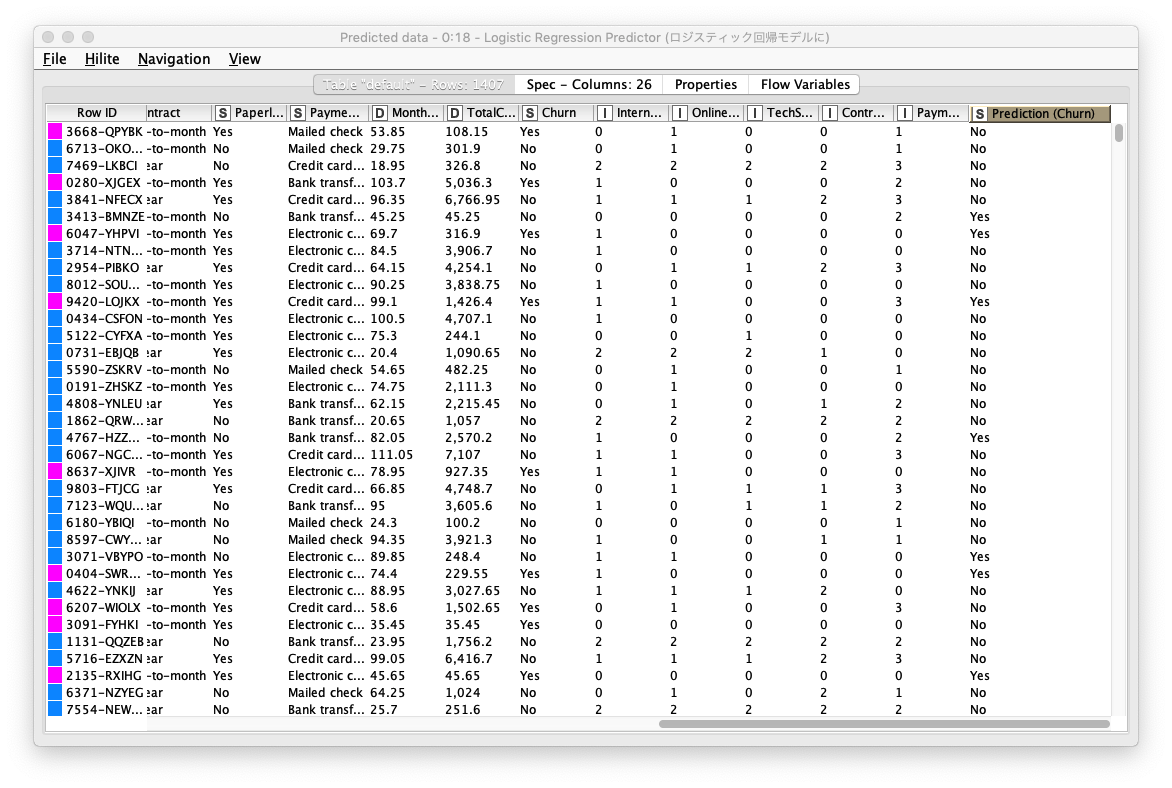 Predicted data - 0:18 - Logistic Regression Predictor (ロジスティック回帰モデルに)
File Hilite Navigation View
Table "default" - Rows: 1407 Spec - Columns: 26 Properties Flow Variables
Row ID ntract S Paperl... S Payme... D Month... D TotalC... S Churn I Intern... I Online... I TechS... I Contr... I Paym... S Prediction (Churn)
3668-QPYBK -to-month Yes Mailed check 53.85 108.15 Yes 0 1 0 0 1 No
6713-OKO... -to-month No Mailed check 29.75 301.9 No 0 1 0 0 1 No
7469-LKBCI ear No Credit card... 18.95 326.8 No 2 2 2 2 3 No
0280-XJGEX -to-month Yes Bank transf... 103.7 5,036.3 Yes 1 0 0 0 2 No
3841-NFECX ear Yes Credit card... 96.35 6,766.95 No 1 1 1 2 3 No
3413-BMNZE -to-month No Bank transf... 45.25 45.25 No 0 0 0 0 2 Yes
6047-YHPVI -to-month Yes Electronic c... 69.7 316.9 Yes 1 0 0 0 0 Yes
3714-NTN... -to-month Yes Electronic c... 84.5 3,906.7 No 1 0 0 0 0 No
2954-PIBKO ear Yes Credit card... 64.15 4,254.1 No 0 1 1 2 3 No
8012-SOU... -to-month Yes Electronic c... 90.25 3,838.75 No 1 0 0 0 0 No
9420-LOJKX -to-month Yes Credit card... 99.1 1,426.4 Yes 1 1 0 0 3 Yes
0434-CSFON -to-month Yes Electronic c... 100.5 4,707.1 No 1 0 0 0 0 No
5122-CYFXA -to-month Yes Electronic c... 75.3 244.1 No 0 0 1 0 0 No
0731-EBJQB ear Yes Electronic c... 20.4 1,090.65 No 2 2 2 1 0 No
5590-ZSKRV -to-month No Mailed check 54.65 482.25 No 0 1 0 0 1 No
0191-ZHSKZ -to-month Yes Electronic c... 74.75 2,111.3 No 0 1 0 0 0 No
4808-YNLEU ear Yes Bank transf... 62.15 2,215.45 No 0 1 0 1 2 No
1862-QRW... ear No Bank transf... 20.65 1,057 No 2 2 2 2 2 No
4767-HZZ... -to-month No Bank transf... 82.05 2,570.2 No 1 0 0 0 2 Yes
6067-NGC... -to-month Yes Credit card... 111.05 7,107 No 1 1 0 0 3 No
8637-XJIVR -to-month Yes Electronic c... 78.95 927.35 Yes 1 1 0 0 0 No
9803-FTJCG ear Yes Credit card... 66.85 4,748.7 No 0 1 1 1 3 No
7123-WQU... ear No Bank transf... 95 3,605.6 No 1 0 1 1 2 No
6180-YBIQI -to-month No Mailed check 24.3 100.2 No 0 0 0 0 1 No
8597-CWY... ear No Mailed check 94.35 3,921.3 No 1 0 0 1 1 No
3071-VBYPO -to-month No Electronic c... 89.85 248.4 No 1 1 0 0 0 Yes
0404-SWR... -to-month Yes Electronic c... 74.4 229.55 Yes 1 0 0 0 0 Yes
4622-YNKIJ ear Yes Electronic c... 88.95 3,027.65 No 1 1 1 2 0 No
6207-WIOLX -to-month Yes Credit card... 58.6 1,502.65 Yes 0 1 0 0 3 No
3091-FYHKI -to-month Yes Electronic c... 35.45 35.45 Yes 0 0 0 0 0 No
1131-QQZEB ear No Bank transf... 23.95 1,756.2 No 2 2 2 2 2 No
5716-EZXZN ear Yes Credit card... 99.05 6,416.7 No 1 1 1 2 3 No
2135-RXIHG -to-month Yes Electronic c... 45.65 45.65 Yes 0 0 0 0 0 Yes
6371-NZYEG ear No Mailed check 64.25 1,024 No 0 1 0 2 1 No
7554-NEW... ear No Bank transf... 25.7 251.6 No 2 2 2 2 2 No